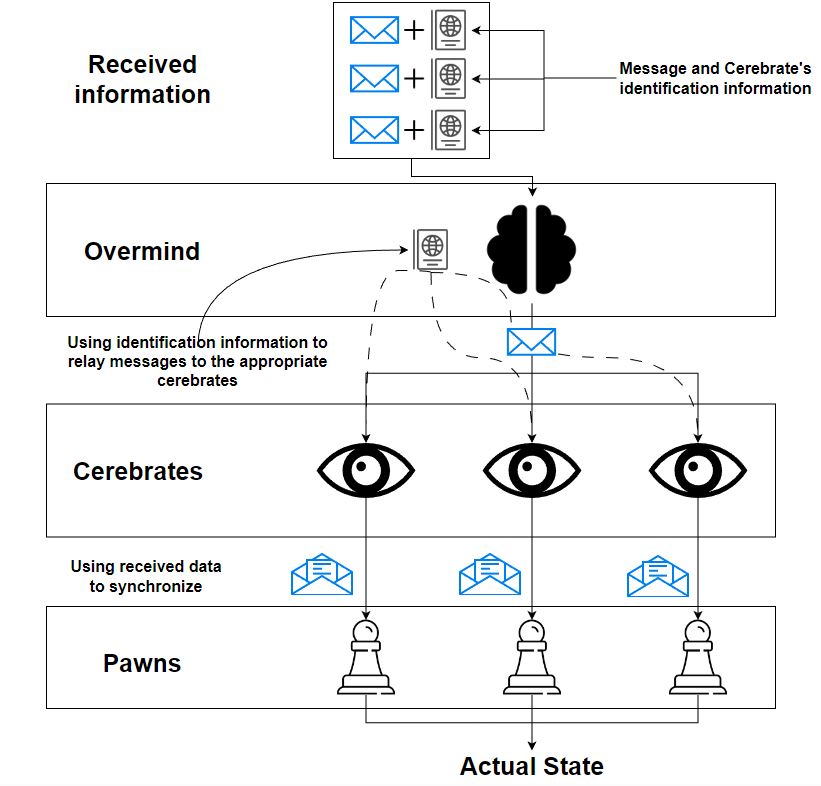 Received
information
Message and Cerebrate's
identification information
Overmind
Using identification information to
relay messages to the appropriate
cerebrates
Cerebrates
Using received data
to synchronize
Pawns
Actual State